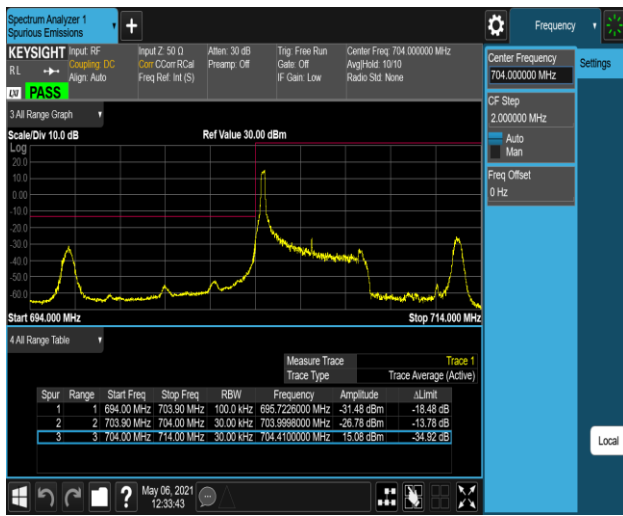 Spectrum Analyzer 1
Spurious Emissions
Frequency
KEYSIGHT Input: RF Input Z: 50 Ω Atten: 30 dB Trig: Free Run Center Freq: 704.000000 MHz
RL Coupling: DC Corr CCorr RCal Preamp: Off Gate: Off Avg|Hold: 10/10
Align: Auto Freq Ref: Int (S) IF Gain: Low Radio Std: None
LXI PASS
Center Frequency
704.000000 MHz
Settings
CF Step
2.000000 MHz
Auto
Man
Freq Offset
0 Hz
3 All Range Graph
Scale/Div 10.0 dB Ref Value 30.00 dBm
Log
20.0
10.0
0.00
-10.0
-20.0
-30.0
-40.0
-50.0
-60.0
Start 694.000 MHz Stop 714.000 MHz
4 All Range Table
Measure Trace Trace 1
Trace Type Trace Average (Active)
Spur Range Start Freq Stop Freq RBW Frequency Amplitude ΔLimit
1 1 694.00 MHz 703.90 MHz 100.0 kHz 695.7226000 MHz -31.48 dBm -18.48 dB
2 2 703.90 MHz 704.00 MHz 30.00 kHz 703.9998000 MHz -26.78 dBm -13.78 dB
3 3 704.00 MHz 714.00 MHz 30.00 kHz 704.4100000 MHz 15.08 dBm -34.92 dB
Local
? May 06, 2021
12:33:43